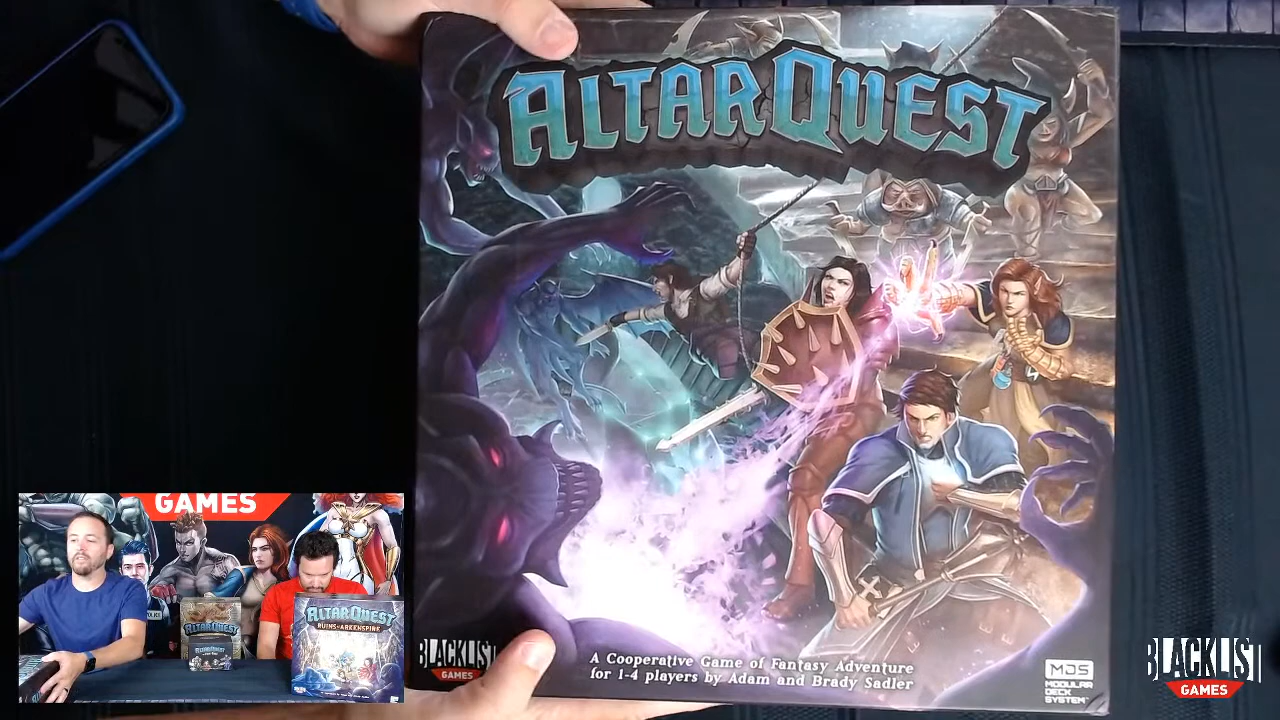 ALTARQUEST
A Cooperative Game of Fantasy Adventure
for 1-4 players by Adam and Brady Sadler
BLACKLIST
GAMES
MDS
MODULAR
DECK
SYSTEM
GAMES
ALTARQUEST
ALTARQUEST
RUINS OF ARKENSPIRE
BLACKLIST
GAMES